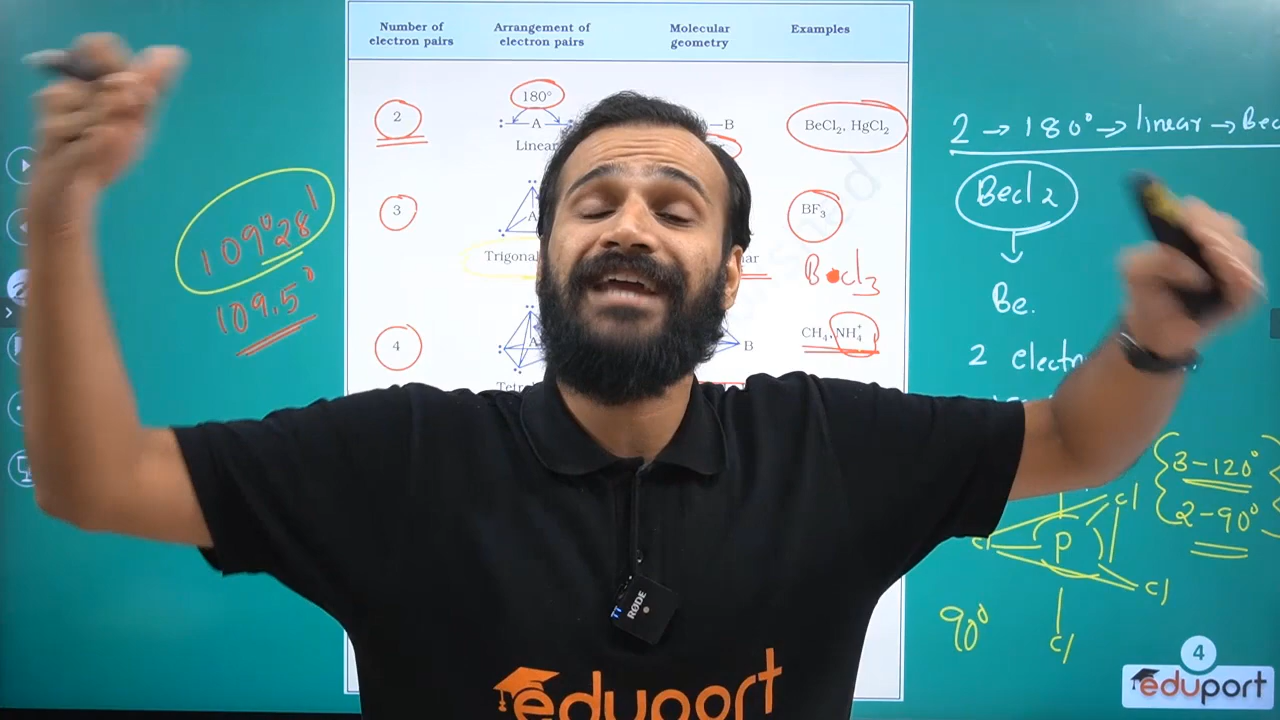 Number of electron pairs
Arrangement of electron pairs
Molecular geometry
Examples
2
180°
: A
B
BeCl₂, HgCl₂
Linear
3
A
BF₃
Trigonal
BCl3
4
A
B
CH₄, NH₄⁺
109°28'
109.5°
2 → 180° → linear →
Becl2
↓
Be.
2
3-120°
2-90°
cl
cl
P
cl
cl
90°
4
eduport
RØDE
eduport